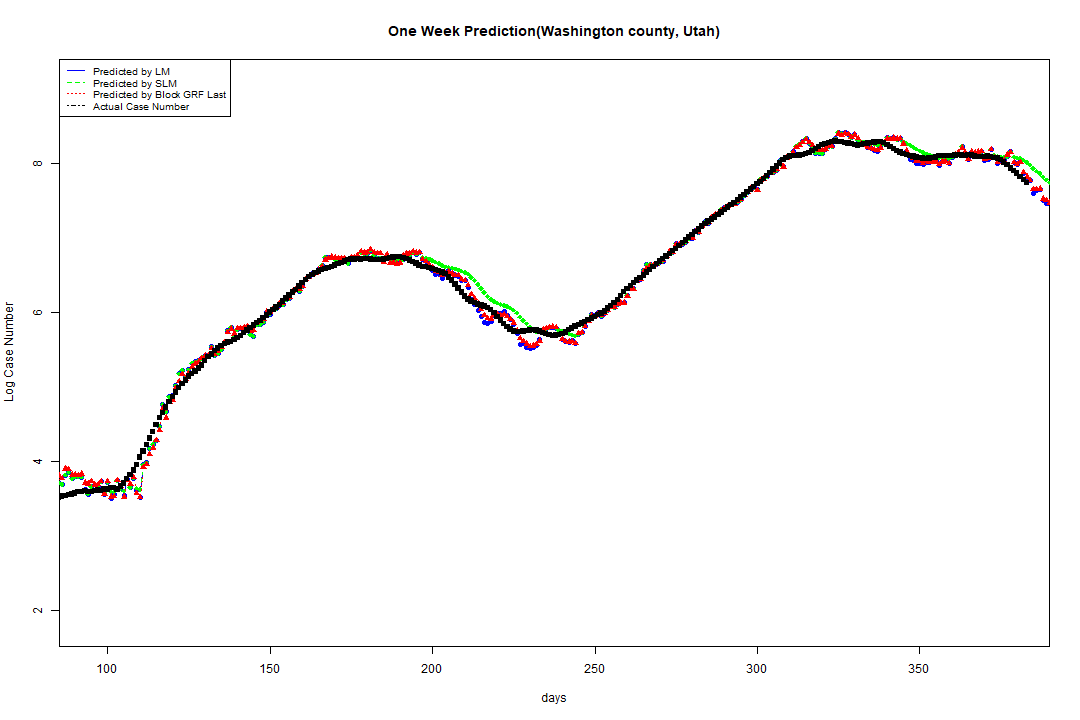 One Week Prediction(Washington county, Utah)
Predicted by LM
Predicted by SLM
Predicted by Block GRF Last
Actual Case Number
8
6
4
2
Log Case Number
100 150 200 250 300 350
days